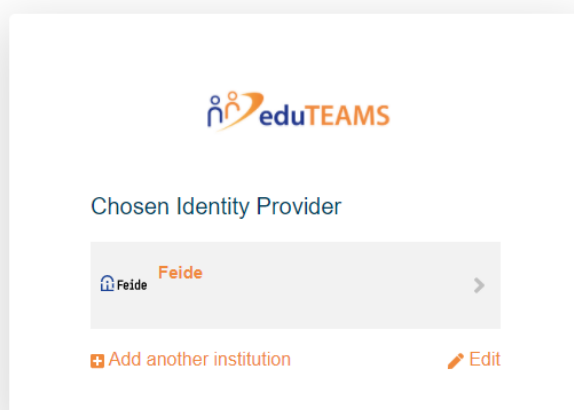 eduTEAMS
Chosen Identity Provider
Feide
Feide
Add another institution
Edit